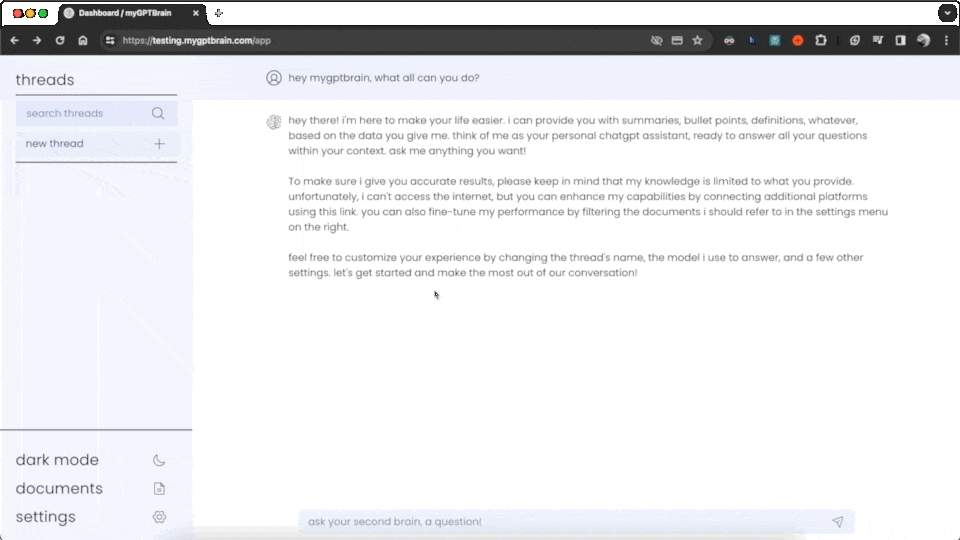 Dashboard / myGPTBrain
https://testing.mygptbrain.com/app
threads
search threads
new thread
hey mygptbrain, what all can you do?
hey there! i'm here to make your life easier. i can provide you with summaries, bullet points, definitions, whatever,
based on the data you give me. think of me as your personal chatgpt assistant, ready to answer all your questions
within your context. ask me anything you want!
To make sure i give you accurate results, please keep in mind that my knowledge is limited to what you provide.
unfortunately, i can't access the internet, but you can enhance my capabilities by connecting additional platforms
using this link. you can also fine-tune my performance by filtering the documents i should refer to in the settings menu
on the right.
feel free to customize your experience by changing the thread's name, the model i use to answer, and a few other
settings. let's get started and make the most out of our conversation!
dark mode
documents
settings
ask your second brain, a question!